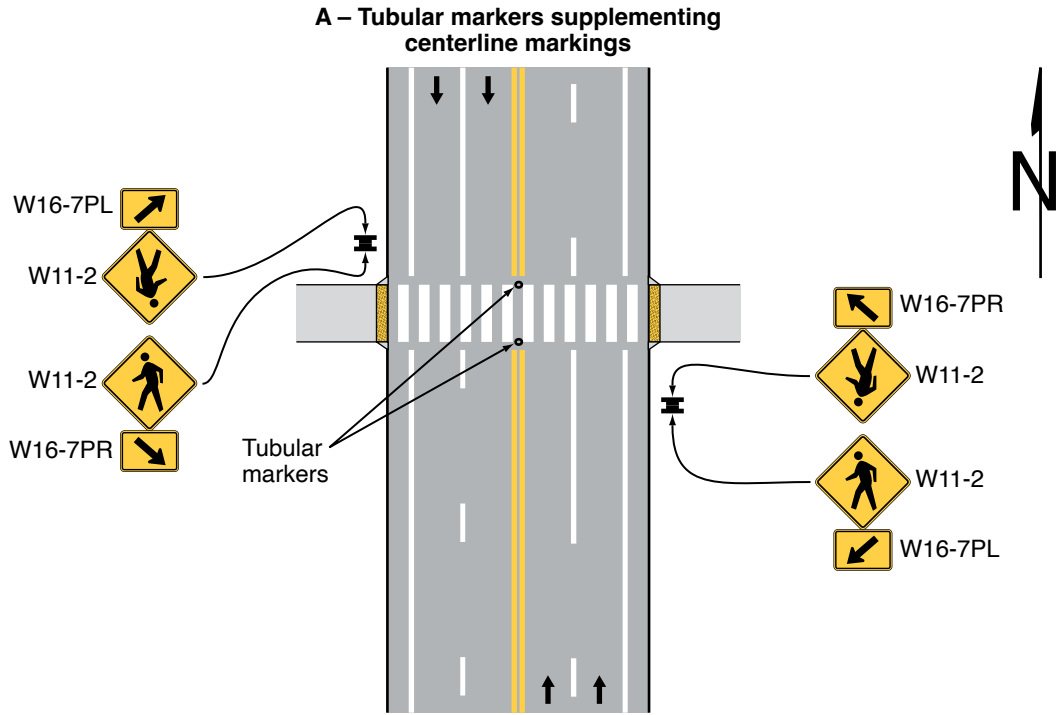 A – Tubular markers supplementing
centerline markings
N
W16-7PL
W11-2
W11-2
W16-7PR
Tubular
markers
W16-7PR
W11-2
W11-2
W16-7PL